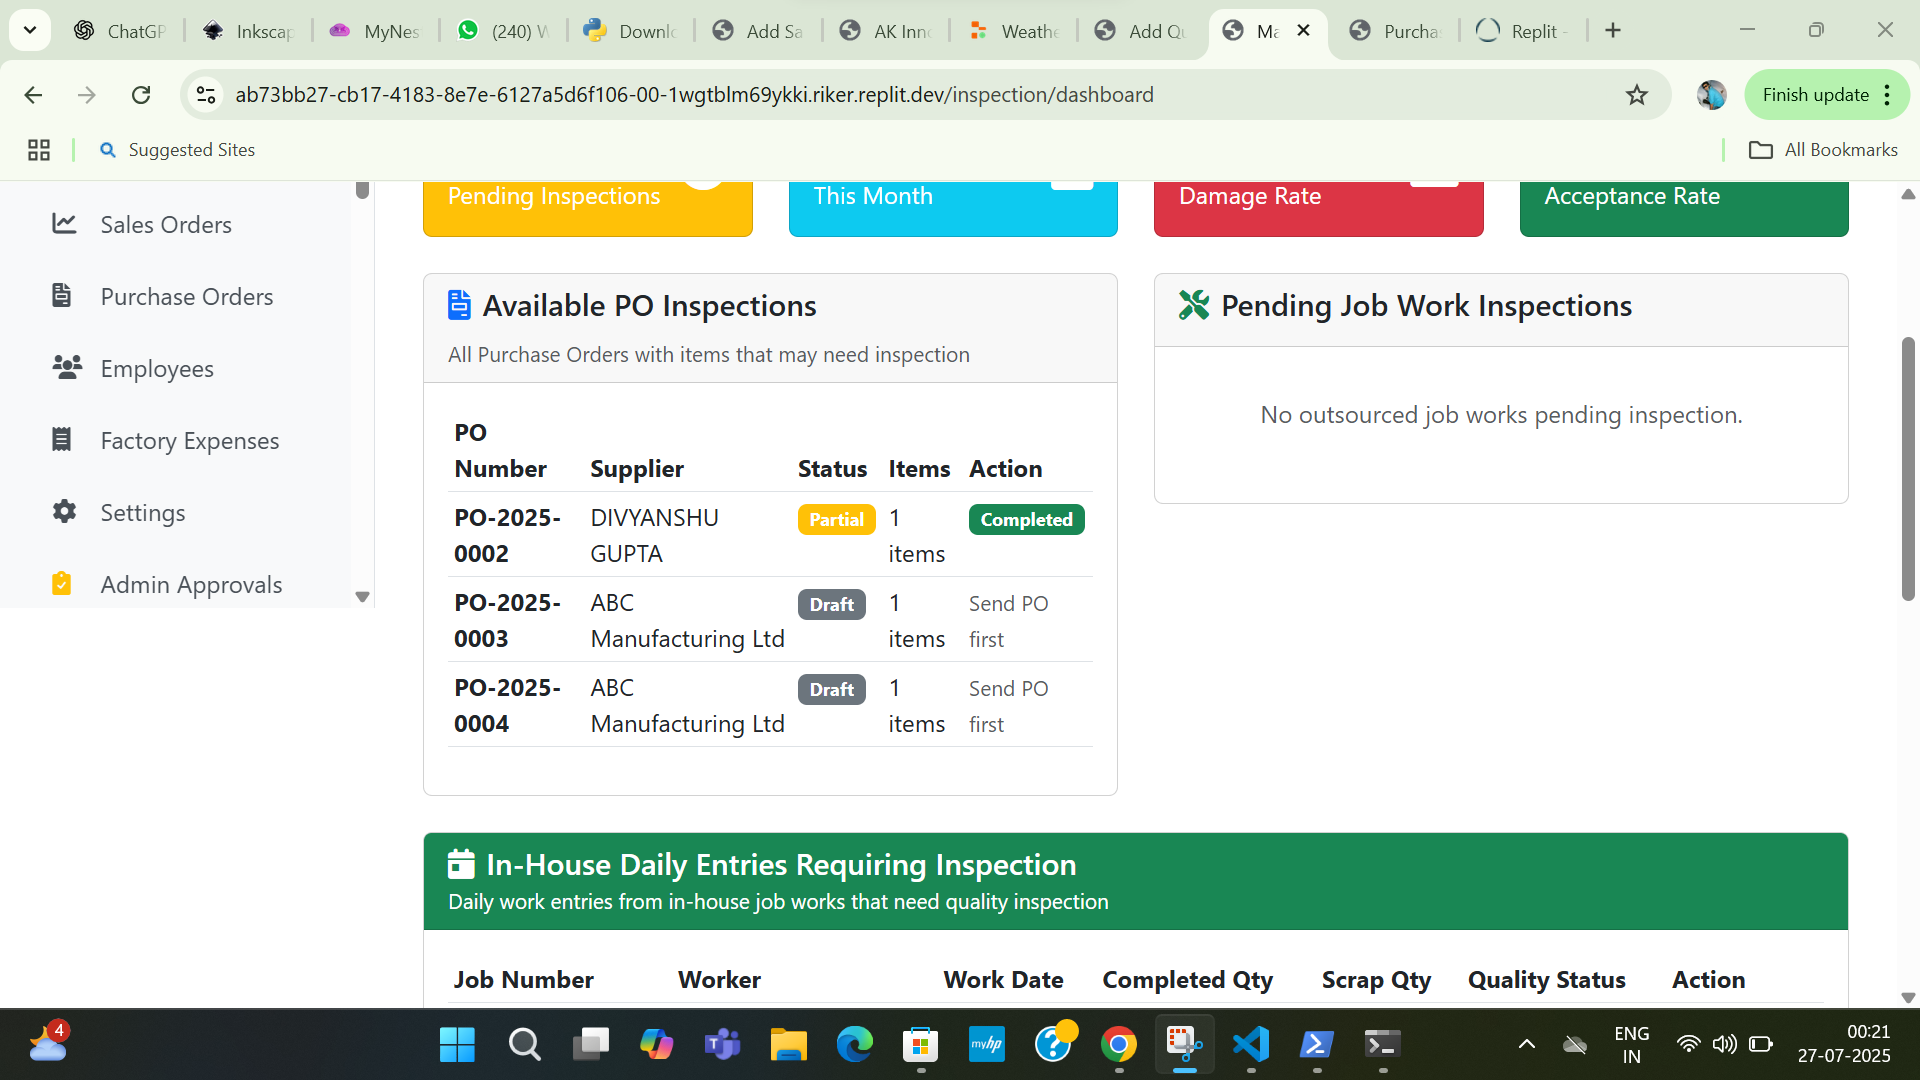 ChatGP
Inkscap
MyNes
(240) W
Downlo
Add Sa
AK Inno
Weathe
Add Qu
Ma
Purchas
Replit -
ab73bb27-cb17-4183-8e7e-6127a5d6f106-00-1wgtblm69ykki.riker.replit.dev/inspection/dashboard
Finish update
Suggested Sites
All Bookmarks
Sales Orders
Purchase Orders
Employees
Factory Expenses
Settings
Admin Approvals
Pending Inspections
This Month
Damage Rate
Acceptance Rate
Available PO Inspections
All Purchase Orders with items that may need inspection
PO
Number Supplier Status Items Action
PO-2025- DIVYANSHU Partial 1 Completed
0002 GUPTA items
PO-2025- ABC Draft 1 Send PO
0003 Manufacturing Ltd items first
PO-2025- ABC Draft 1 Send PO
0004 Manufacturing Ltd items first
Pending Job Work Inspections
No outsourced job works pending inspection.
In-House Daily Entries Requiring Inspection
Daily work entries from in-house job works that need quality inspection
Job Number Worker Work Date Completed Qty Scrap Qty Quality Status Action
4
myhp
ENG
IN
00:21
27-07-2025